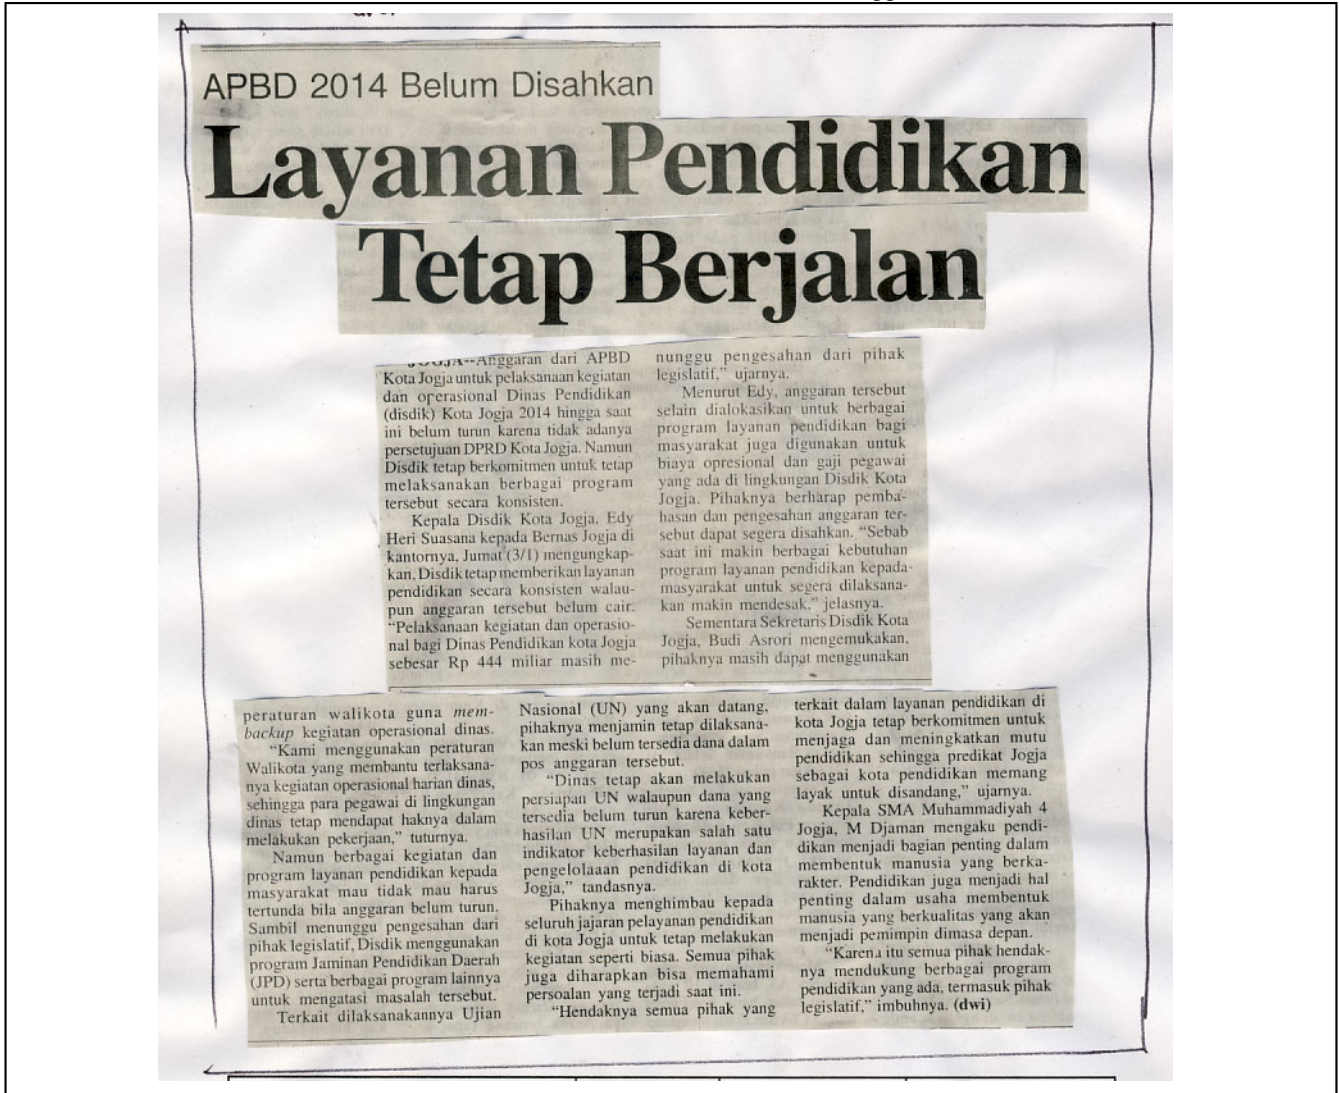 APBD 2014 Belum Disahkan
Layanan Pendidikan
Tetap Berjalan
JOGJA--Anggaran dari APBD
Kota Jogja untuk pelaksanaan kegiatan
dan operasional Dinas Pendidikan
(disdik) Kota Jogja 2014 hingga saat
ini belum turun karena tidak adanya
persetujuan DPRD Kota Jogja. Namun
Disdik tetap berkomitmen untuk tetap
melaksanakan berbagai program
tersebut secara konsisten.
Kepala Disdik Kota Jogja, Edy
Heri Suasana kepada Bernas Jogja di
kantornya, Jumat (3/1) mengungkap-
kan, Disdik tetap memberikan layanan
pendidikan secara konsisten walau-
pun anggaran tersebut belum cair.
“Pelaksanaan kegiatan dan operasio-
nal bagi Dinas Pendidikan kota Jogja
sebesar Rp 444 miliar masih me-
nunggu pengesahan dari pihak
legislatif,” ujarnya.
Menurut Edy, anggaran tersebut
selain dialokasikan untuk berbagai
program layanan pendidikan bagi
masyarakat juga digunakan untuk
biaya opresional dan gaji pegawai
yang ada di lingkungan Disdik Kota
Jogja. Pihaknya berharap pemba-
hasan dan pengesahan anggaran ter-
sebut dapat segera disahkan. “Sebab
saat ini makin berbagai kebutuhan
program layanan pendidikan kepada
masyarakat untuk segera dilaksana-
kan makin mendesak,” jelasnya.
Sementara Sekretaris Disdik Kota
Jogja, Budi Asrori mengemukakan,
pihaknya masih dapat menggunakan
peraturan walikota guna mem-
backup kegiatan operasional dinas.
“Kami menggunakan peraturan
Walikota yang membantu terlaksana-
nya kegiatan operasional harian dinas,
sehingga para pegawai di lingkungan
dinas tetap mendapat haknya dalam
melakukan pekerjaan,” tuturnya.
Namun berbagai kegiatan dan
program layanan pendidikan kepada
masyarakat mau tidak mau harus
tertunda bila anggaran belum turun.
Sambil menunggu pengesahan dari
pihak legislatif, Disdik menggunakan
program Jaminan Pendidikan Daerah
(JPD) serta berbagai program lainnya
untuk mengatasi masalah tersebut.
Terkait dilaksanakannya Ujian
Nasional (UN) yang akan datang,
pihaknya menjamin tetap dilaksana-
kan meski belum tersedia dana dalam
pos anggaran tersebut.
“Dinas tetap akan melakukan
persiapan UN walaupun dana yang
tersedia belum turun karena keber-
hasilan UN merupakan salah satu
indikator keberhasilan layanan dan
pengelolaaan pendidikan di kota
Jogja,” tandasnya.
Pihaknya menghimbau kepada
seluruh jajaran pelayanan pendidikan
di kota Jogja untuk tetap melakukan
kegiatan seperti biasa. Semua pihak
juga diharapkan bisa memahami
persoalan yang terjadi saat ini.
“Hendaknya semua pihak yang
terkait dalam layanan pendidikan di
kota Jogja tetap berkomitmen untuk
menjaga dan meningkatkan mutu
pendidikan sehingga predikat Jogja
sebagai kota pendidikan memang
layak untuk disandang,” ujarnya.
Kepala SMA Muhammadiyah 4
Jogja, M Djaman mengaku pendi-
dikan menjadi bagian penting dalam
membentuk manusia yang berka-
rakter. Pendidikan juga menjadi hal
penting dalam usaha membentuk
manusia yang berkualitas yang akan
menjadi pemimpin dimasa depan.
“Karena itu semua pihak hendak-
nya mendukung berbagai program
pendidikan yang ada, termasuk pihak
legislatif,” imbuhnya. (dwi)